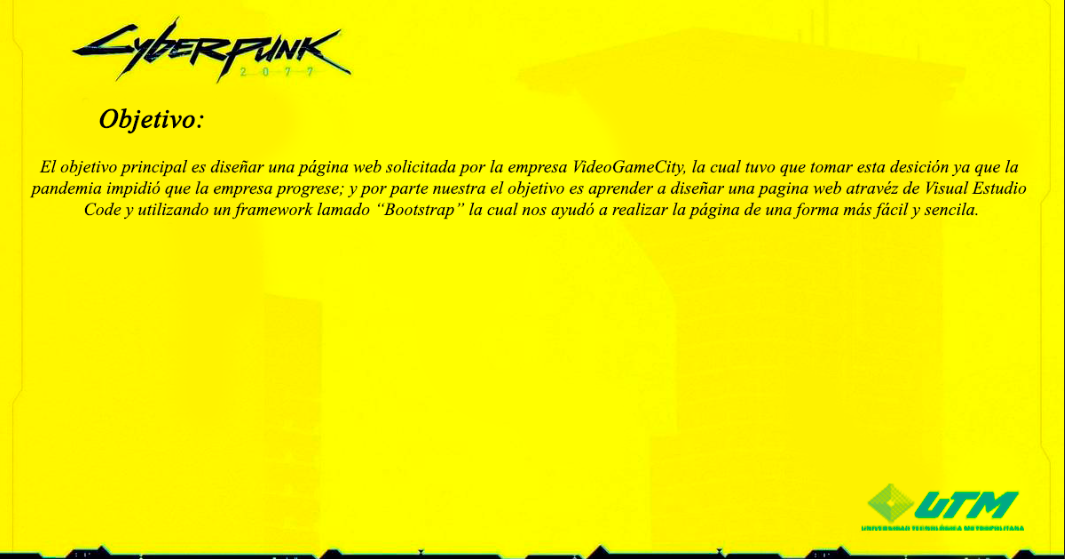 CYBERPUNK
2077
Objetivo:
El objetivo principal es diseñar una página web solicitada por la empresa VideoGameCity, la cual tuvo que tomar esta desición ya que la
pandemia impidió que la empresa progrese; y por parte nuestra el objetivo es aprender a diseñar una pagina web atravéz de Visual Estudio
Code y utilizando un framework lamado “Bootstrap” la cual nos ayudó a realizar la página de una forma más fácil y sencila.
UTM
UNIVERSIDAD TECNOLÓGICA METROPOLITANA